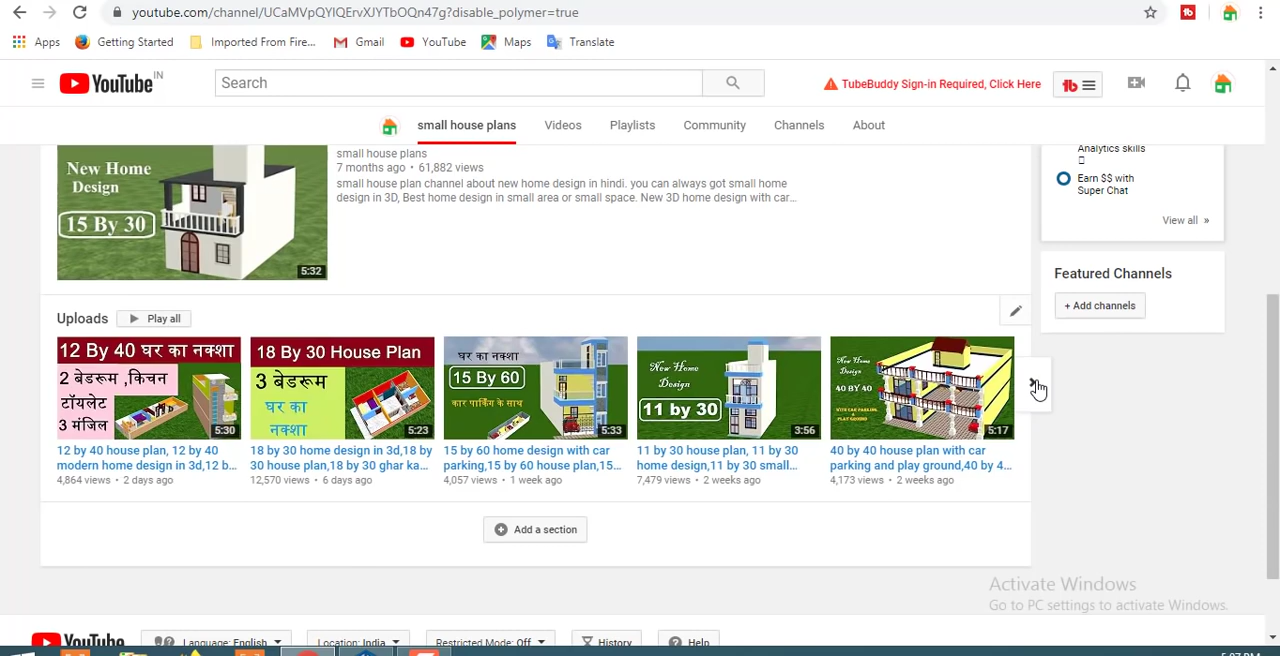 youtube.com/channel/UCaMVpQYlQErvXJYTbOQn47g?disable_polymer=true
Apps Getting Started Imported From Fire... Gmail YouTube Maps Translate
YouTube IN
Search
TubeBuddy Sign-in Required, Click Here
small house plans Videos Playlists Community Channels About
New Home
Design
15 By 30
5:32
small house plans
7 months ago • 61,882 views
small house plan channel about new home design in hindi. you can always got small home
design in 3D, Best home design in small area or small space. New 3D home design with car...
Analytics skills
Earn $$ with
Super Chat
View all »
Featured Channels
+ Add channels
Uploads Play all
12 By 40 घर का नक्शा
2 बेडरूम ,किचन
टॉयलेट
3 मंजिल
5:30
12 by 40 house plan, 12 by 40
modern home design in 3d,12 b...
4,864 views • 2 days ago
18 By 30 House Plan
3 बेडरूम
घर का
नक्शा
5:23
18 by 30 home design in 3d,18 by
30 house plan,18 by 30 ghar ka...
12,570 views • 6 days ago
घर का नक्शा
15 By 60
कार पार्किंग के साथ
5:33
15 by 60 home design with car
parking,15 by 60 house plan,15...
4,057 views • 1 week ago
New Home
Design
11 by 30
3:56
11 by 30 house plan, 11 by 30
home design,11 by 30 small...
7,479 views • 2 weeks ago
New Home
Design
40 BY 40
WITH CAR PARKING
&
PLAY GROUND
5:17
40 by 40 house plan with car
parking and play ground,40 by 4...
4,173 views • 2 weeks ago
Add a section
Activate Windows
Go to PC settings to activate Windows.
YouTube Language: English Location: India Restricted Mode: Off History Help